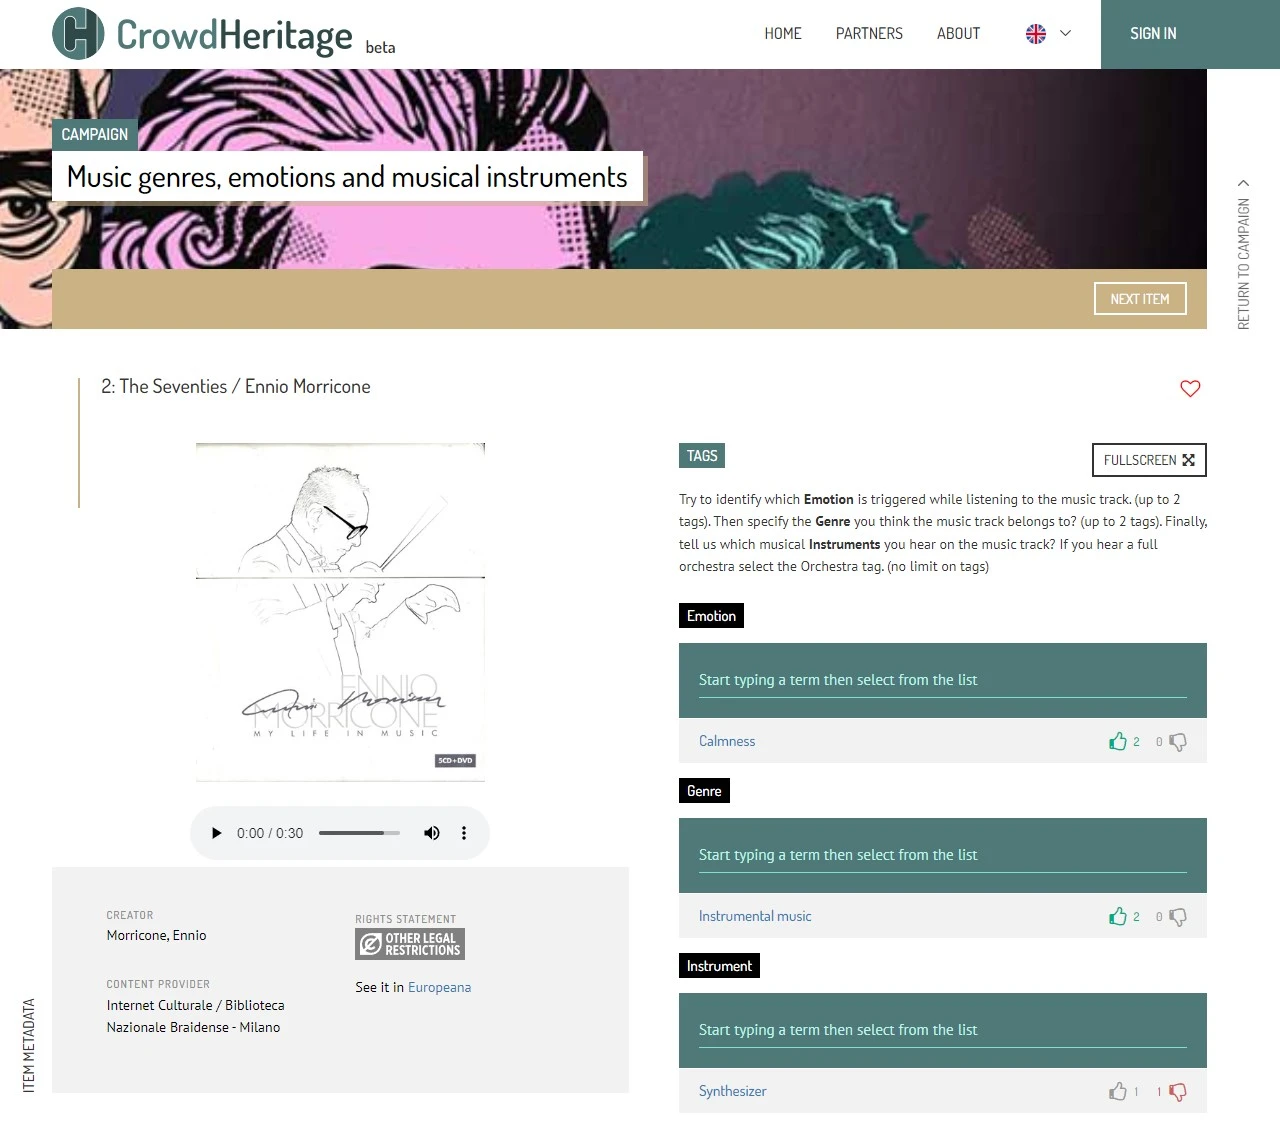 CrowdHeritage beta
HOME PARTNERS ABOUT SIGN IN
CAMPAIGN
Music genres, emotions and musical instruments
RETURN TO CAMPAIGN
NEXT ITEM
2: The Seventies / Ennio Morricone
TAGS
FULLSCREEN
Try to identify which Emotion is triggered while listening to the music track. (up to 2
tags). Then specify the Genre you think the music track belongs to? (up to 2 tags). Finally,
tell us which musical Instruments you hear on the music track? If you hear a full
orchestra select the Orchestra tag. (no limit on tags)
ENNIO
MORRICONE
MY LIFE IN MUSIC
5CD+DVD
0:00 / 0:30
Emotion
Start typing a term then select from the list
Calmness 2 0
Genre
Start typing a term then select from the list
Instrumental music 2 0
Instrument
Start typing a term then select from the list
Synthesizer 1 1
ITEM METADATA
CREATOR
Morricone, Ennio
CONTENT PROVIDER
Internet Culturale / Biblioteca
Nazionale Braidense - Milano
RIGHTS STATEMENT
OTHER LEGAL
RESTRICTIONS
See it in Europeana